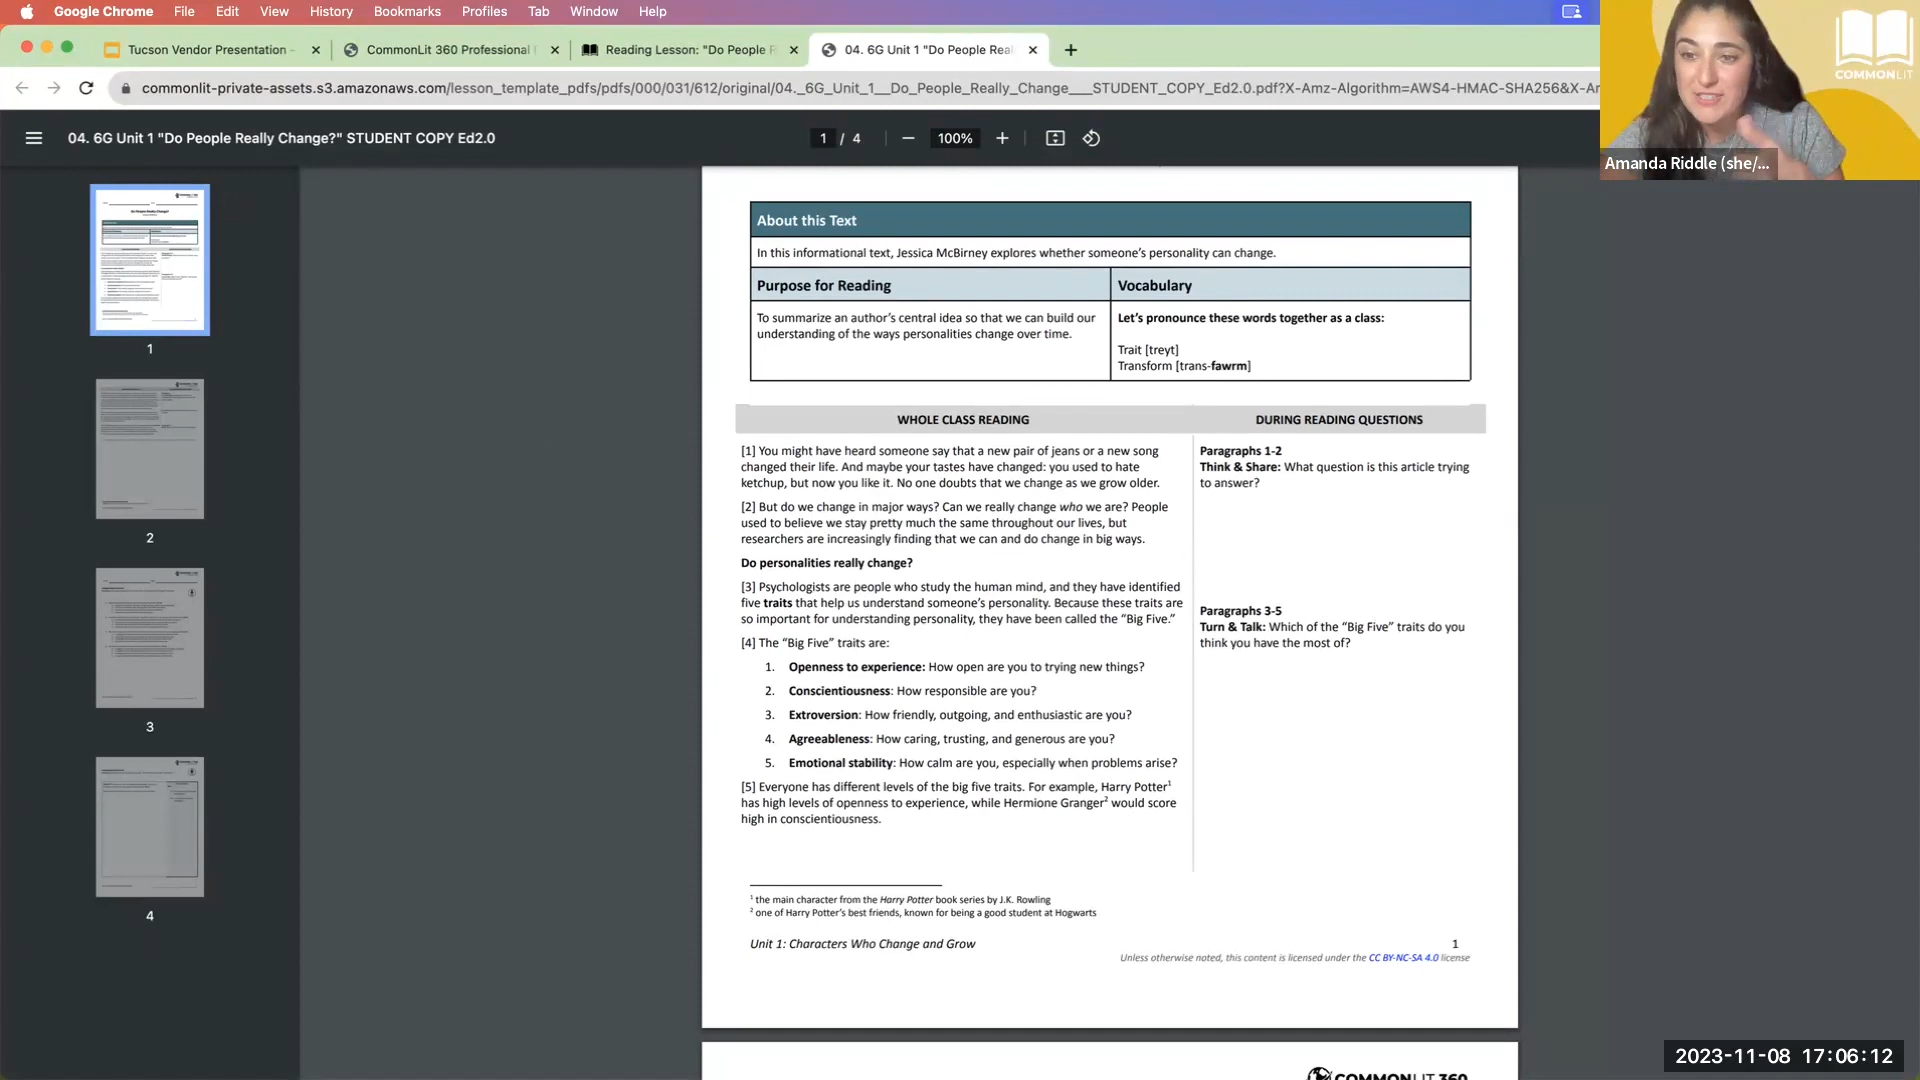 Google Chrome File Edit View History Bookmarks Profiles Tab Window Help
Tucson Vendor Presentation - CommonLit 360 Professional Reading Lesson: "Do People 04. 6G Unit 1 "Do People Real
commonlit-private-assets.s3.amazonaws.com/lesson_template_pdfs/pdfs/000/031/612/original/04._6G_Unit_1__Do_People_Really_Change___STUDENT_COPY_Ed2.0.pdf?X-Amz-Algorithm=AWS4-HMAC-SHA256&X-Ar
COMMONLIT
Amanda Riddle (she/...
04. 6G Unit 1 "Do People Really Change?" STUDENT COPY Ed2.0
1 / 4
100%
1
2
3
4
About this Text
In this informational text, Jessica McBirney explores whether someone's personality can change.
Purpose for Reading
To summarize an author's central idea so that we can build our
understanding of the ways personalities change over time.
Vocabulary
Let's pronounce these words together as a class:
Trait [treyt]
Transform [trans-fawrm]
WHOLE CLASS READING
[1] You might have heard someone say that a new pair of jeans or a new song
changed their life. And maybe your tastes have changed: you used to hate
ketchup, but now you like it. No one doubts that we change as we grow older.
[2] But do we change in major ways? Can we really change who we are? People
used to believe we stay pretty much the same throughout our lives, but
researchers are increasingly finding that we can and do change in big ways.
Do personalities really change?
[3] Psychologists are people who study the human mind, and they have identified
five traits that help us understand someone's personality. Because these traits are
so important for understanding personality, they have been called the “Big Five.”
[4] The “Big Five” traits are:
1. Openness to experience: How open are you to trying new things?
2. Conscientiousness: How responsible are you?
3. Extroversion: How friendly, outgoing, and enthusiastic are you?
4. Agreeableness: How caring, trusting, and generous are you?
5. Emotional stability: How calm are you, especially when problems arise?
[5] Everyone has different levels of the big five traits. For example, Harry Potter1
has high levels of openness to experience, while Hermione Granger2 would score
high in conscientiousness.
DURING READING QUESTIONS
Paragraphs 1-2
Think & Share: What question is this article trying
to answer?
Paragraphs 3-5
Turn & Talk: Which of the “Big Five” traits do you
think you have the most of?
1 the main character from the Harry Potter book series by J.K. Rowling
2 one of Harry Potter's best friends, known for being a good student at Hogwarts
Unit 1: Characters Who Change and Grow 1
Unless otherwise noted, this content is licensed under the CC BY-NC-SA 4.0 license
COMMONLIT 360
2023-11-08 17:06:12